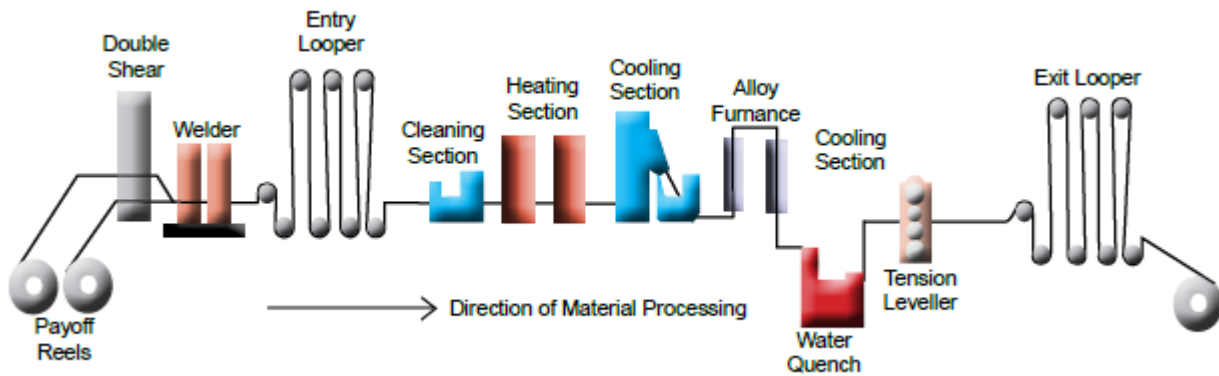 Double
Shear
Welder
Entry
Looper
Cleaning
Section
Heating
Section
Cooling
Section
Alloy
Furnance
Cooling
Section
Exit Looper
Payoff
Reels
Direction of Material Processing
Water
Quench
Tension
Leveller